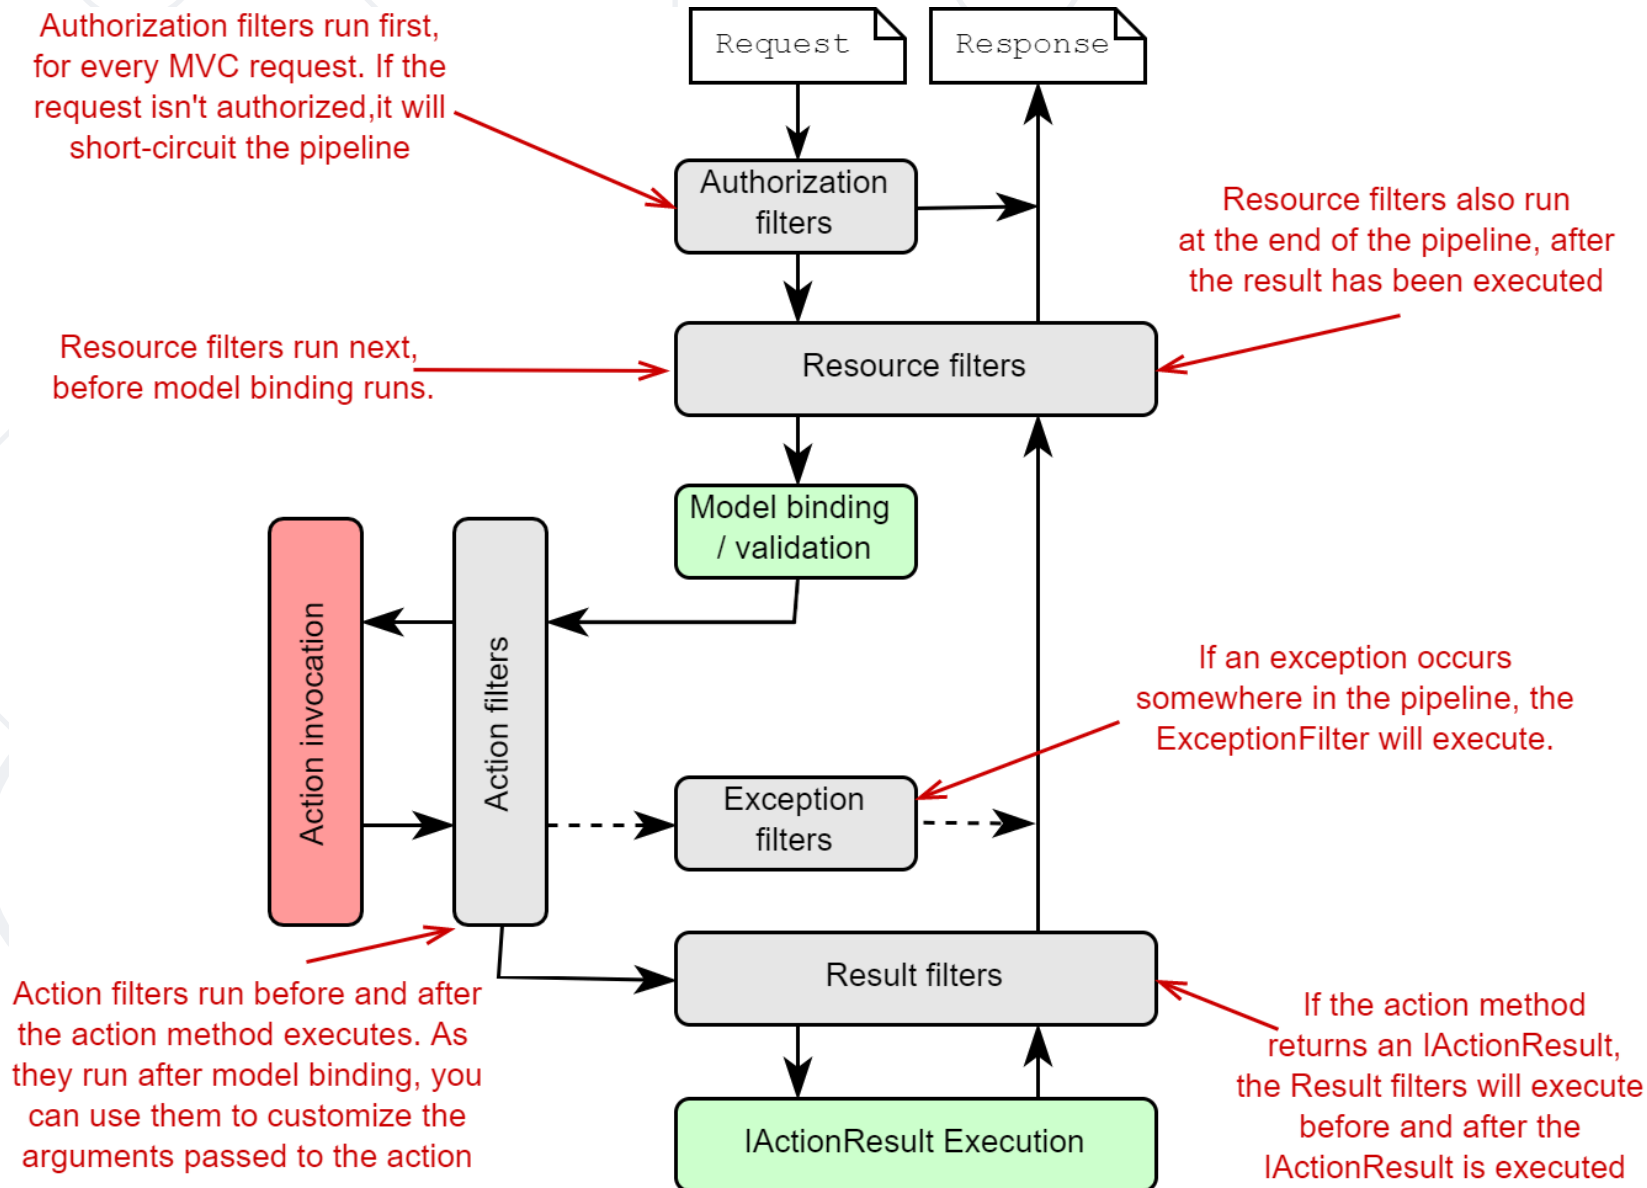 Authorization filters run first,
for every MVC request. If the
request isn't authorized,it will
short-circuit the pipeline
Request
Response
Authorization
filters
Resource filters also run
at the end of the pipeline, after
the result has been executed
Resource filters run next,
before model binding runs.
Resource filters
Model binding
/ validation
Action invocation
Action filters
If an exception occurs
somewhere in the pipeline, the
ExceptionFilter will execute.
Exception
filters
Action filters run before and after
the action method executes. As
they run after model binding, you
can use them to customize the
arguments passed to the action
Result filters
If the action method
returns an IActionResult,
the Result filters will execute
before and after the
IActionResult is executed
IActionResult Execution